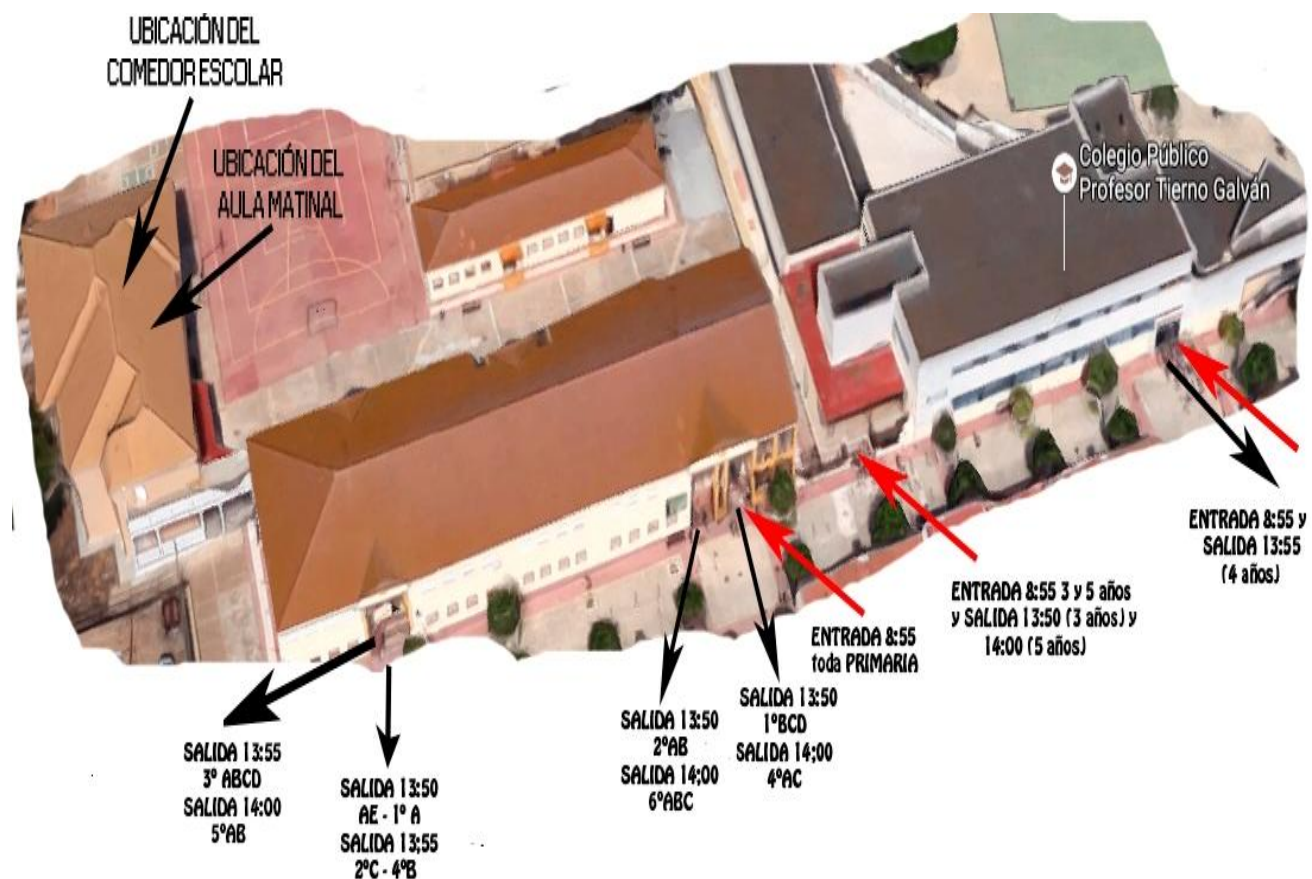 UBICACIÓN DEL
COMEDOR ESCOLAR
UBICACIÓN DEL
AULA MATINAL
Colegio Público
Profesor Tierno Galván
ENTRADA 8:55 y
SALIDA 13:55
(4 años)
ENTRADA 8:55 3 y 5 años
y SALIDA 13:50 (3 años) y
14:00 (5 años)
ENTRADA 8:55
toda PRIMARIA
SALIDA 13:50
1ºBCD
SALIDA 14;00
4ºAC
SALIDA 13:50
2ºAB
SALIDA 14;00
6ºABC
SALIDA 13:50
AE - 1º A
SALIDA 13;55
2ºC - 4ºB
SALIDA 13:55
3º ABCD
SALIDA 14:00
5ºAB